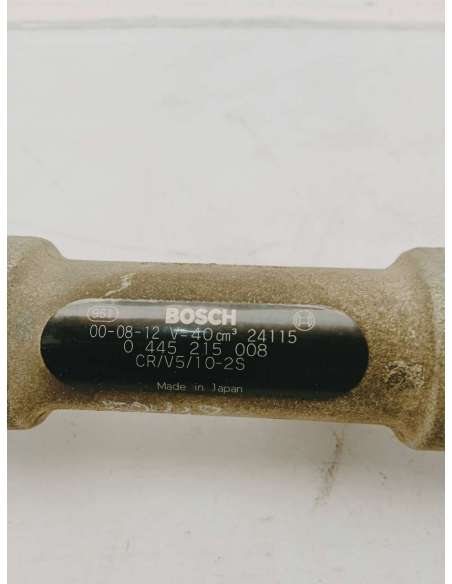 BOSCH
00-08-12 V=40cm³ 24115
0 445 215 008
CR/V5/10-2S
Made in Japan